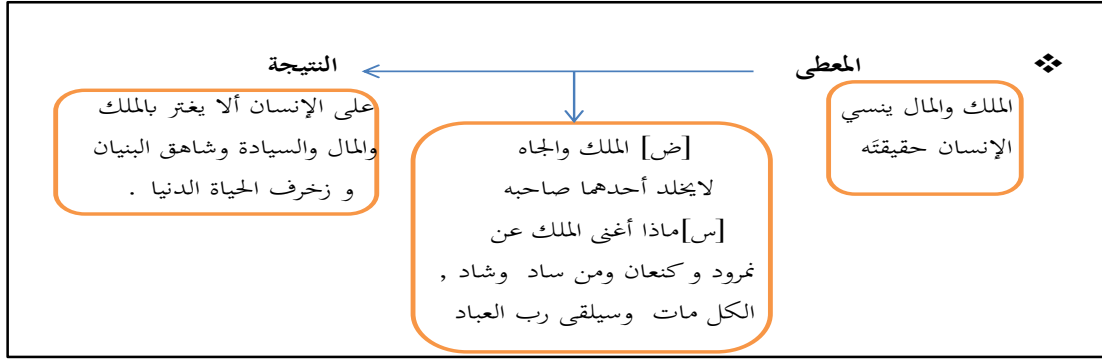 ❖ المعطى
النتيجة
الملك والمال ينسي
الإنسان حقيقتَه
[ض] الملك والجاه
لايخلد أحدهما صاحبه
[س]ماذا أغنى الملك عن
نمرود و كنعان ومن ساد وشاد ,
الكل مات وسيلقى رب العباد
على الإنسان ألا يغتر بالملك
والمال والسيادة وشاهق البنيان
و زخرف الحياة الدنيا .